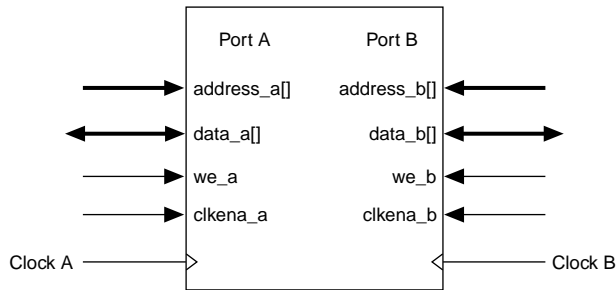 Port A Port B
address_a[] address_b[]
data_a[] data_b[]
we_a we_b
clkena_a clkena_b
Clock A Clock B